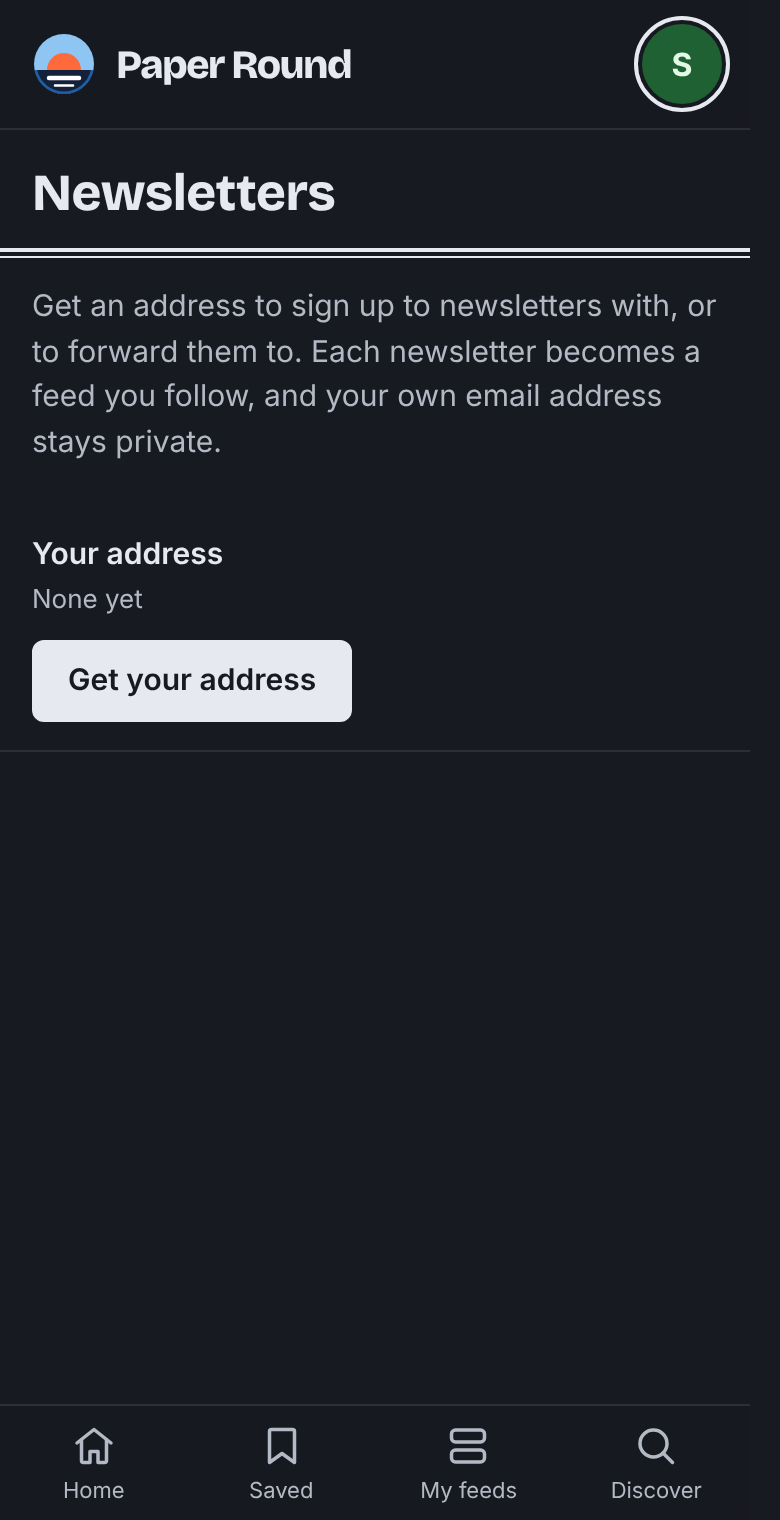 Paper Round
S
Newsletters
Get an address to sign up to newsletters with, or
to forward them to. Each newsletter becomes a
feed you follow, and your own email address
stays private.
Your address
None yet
Get your address
Home
Saved
My feeds
Discover